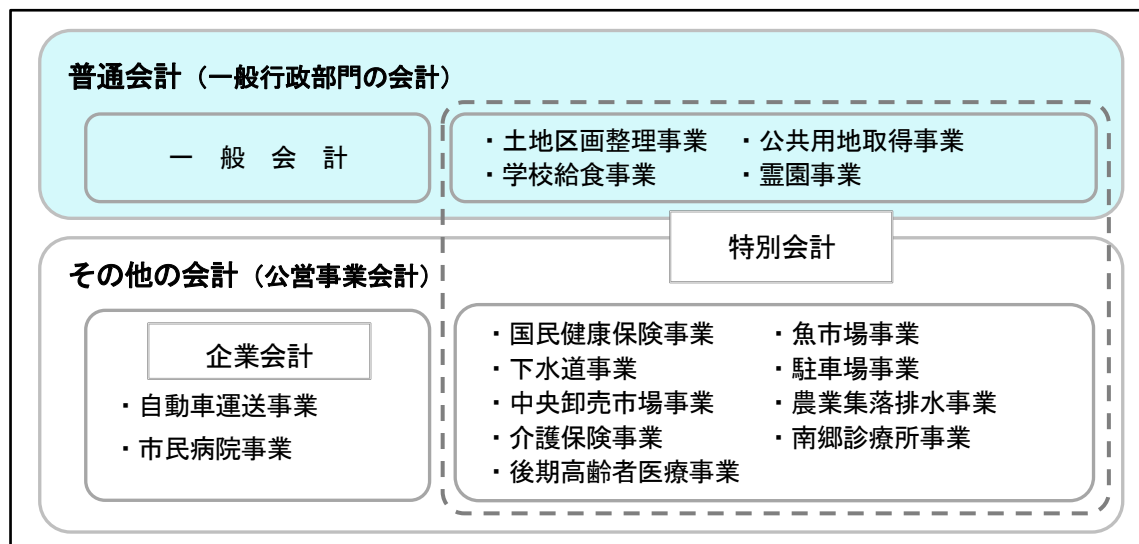 普通会計（一般行政部門の会計）
一 般 会 計
・土地区画整理事業 ・公共用地取得事業
・学校給食事業 ・霊園事業
特別会計
その他の会計（公営事業会計）
企業会計
・自動車運送事業
・市民病院事業
・国民健康保険事業 ・魚市場事業
・下水道事業 ・駐車場事業
・中央卸売市場事業 ・農業集落排水事業
・介護保険事業 ・南郷診療所事業
・後期高齢者医療事業